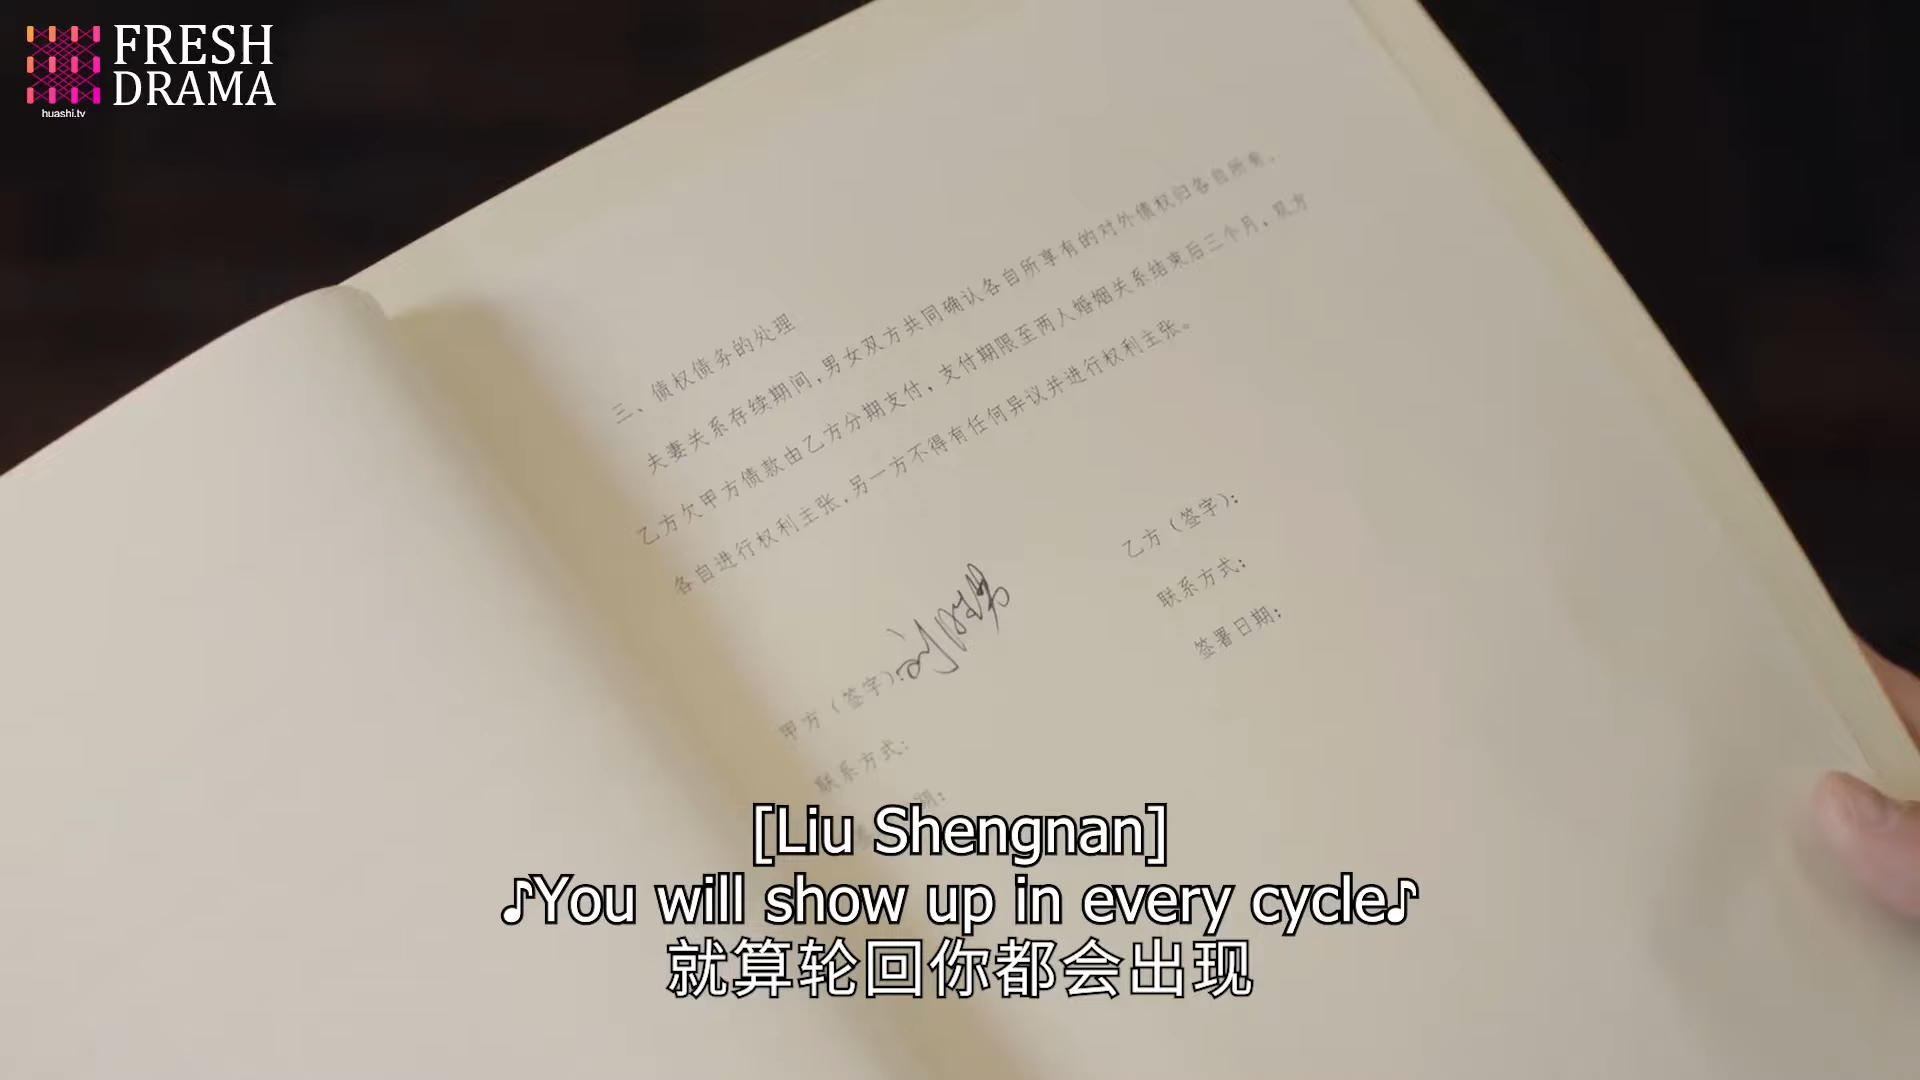 FRESH
DRAMA
huashi.tv
三、债权债务的处理
夫妻关系存续期间，男女双方共同确认各自所享有的对外债权归各自所有，
乙方欠甲方债款由乙方分期支付，支付期限至两人婚姻关系结束后三个月，双方
各自进行权利主张，另一方不得有任何异议并进行权利主张。
乙方（签字）：
联系方式：
签署日期：
甲方（签字）：刘胜男
联系方式：
期：
[Liu Shengnan]
♪You will show up in every cycle♪
就算轮回你都会出现